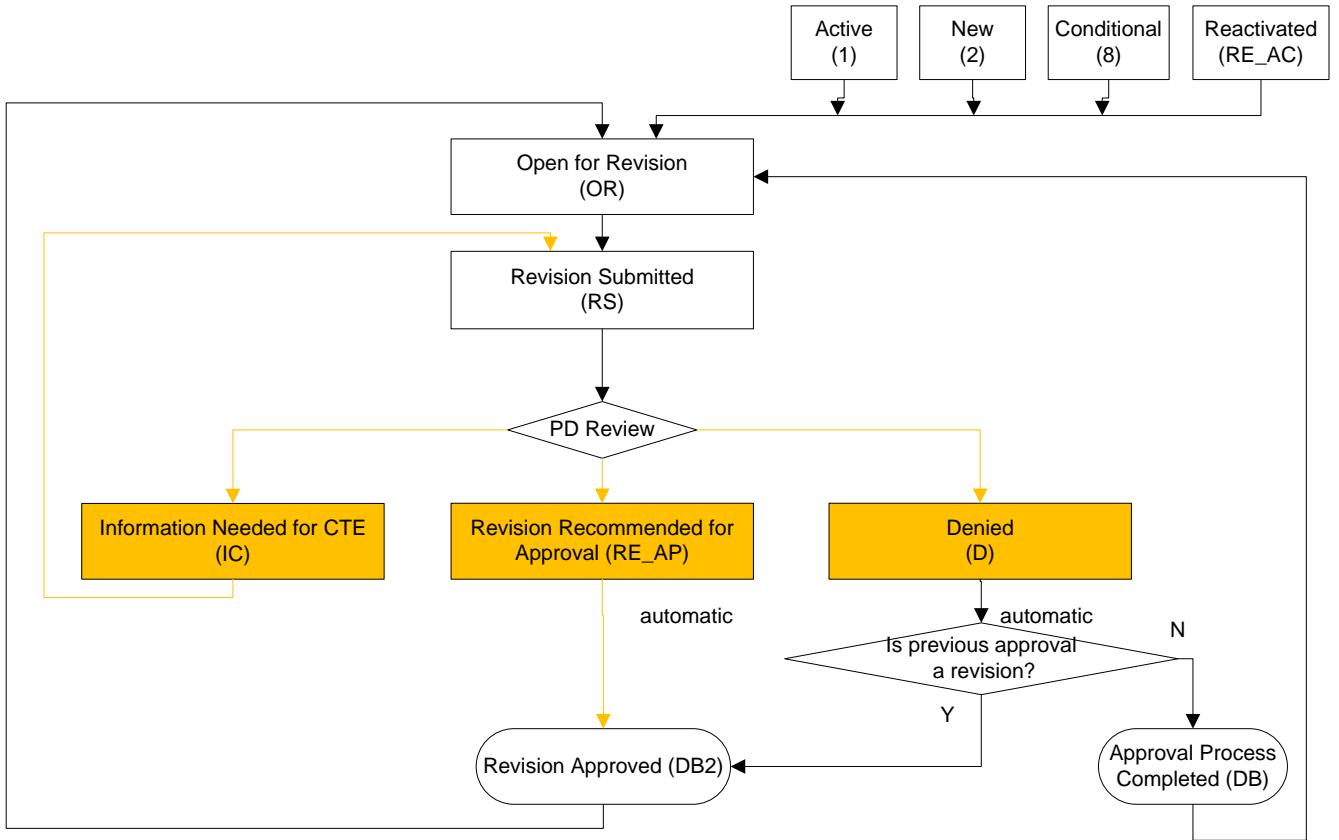 Active
(1)
New
(2)
Conditional
(8)
Reactivated
(RE_AC)
Open for Revision
(OR)
Revision Submitted
(RS)
PD Review
Information Needed for CTE
(IC)
Revision Recommended for
Approval (RE_AP)
Denied
(D)
automatic
automatic
Is previous approval
a revision?
N
Y
Revision Approved (DB2)
Approval Process
Completed (DB)